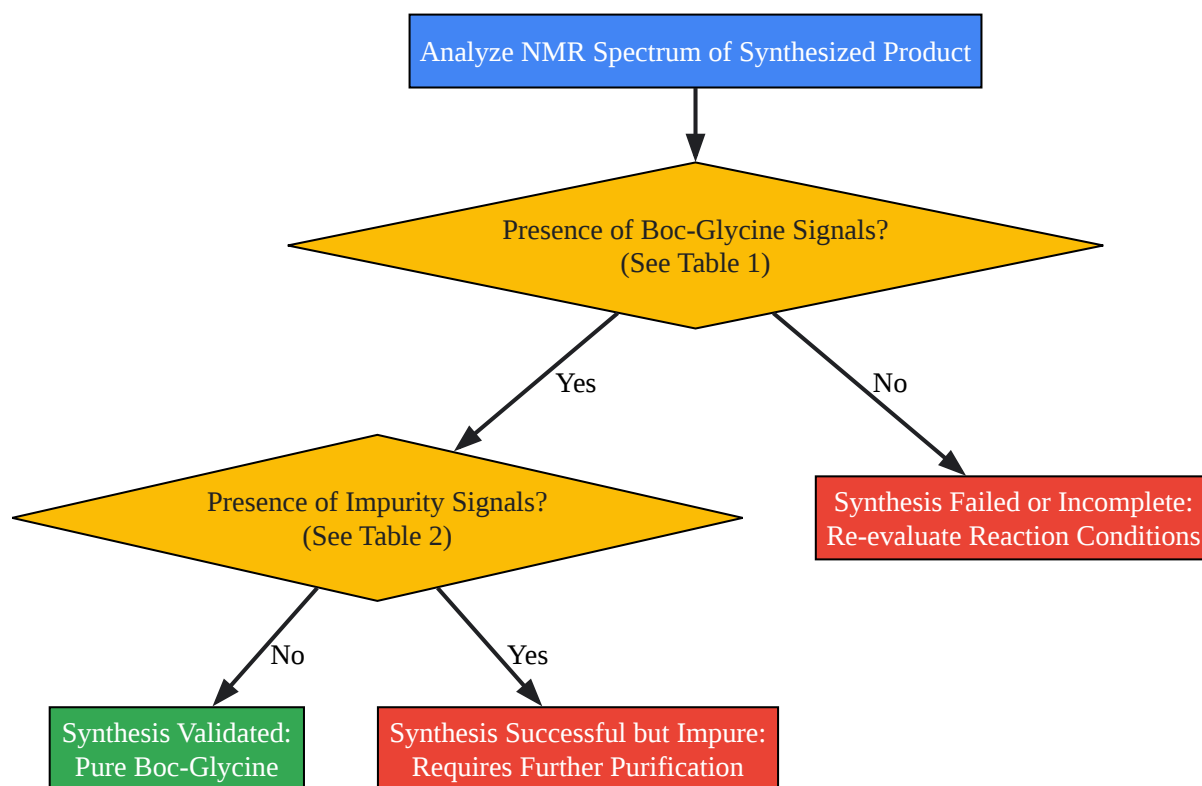 Analyze NMR Spectrum of Synthesized Product
Presence of Boc-Glycine Signals?
(See Table 1)
Yes
No
Presence of Impurity Signals?
(See Table 2)
Synthesis Failed or Incomplete:
Re-evaluate Reaction Conditions
No
Yes
Synthesis Validated:
Pure Boc-Glycine
Synthesis Successful but Impure:
Requires Further Purification